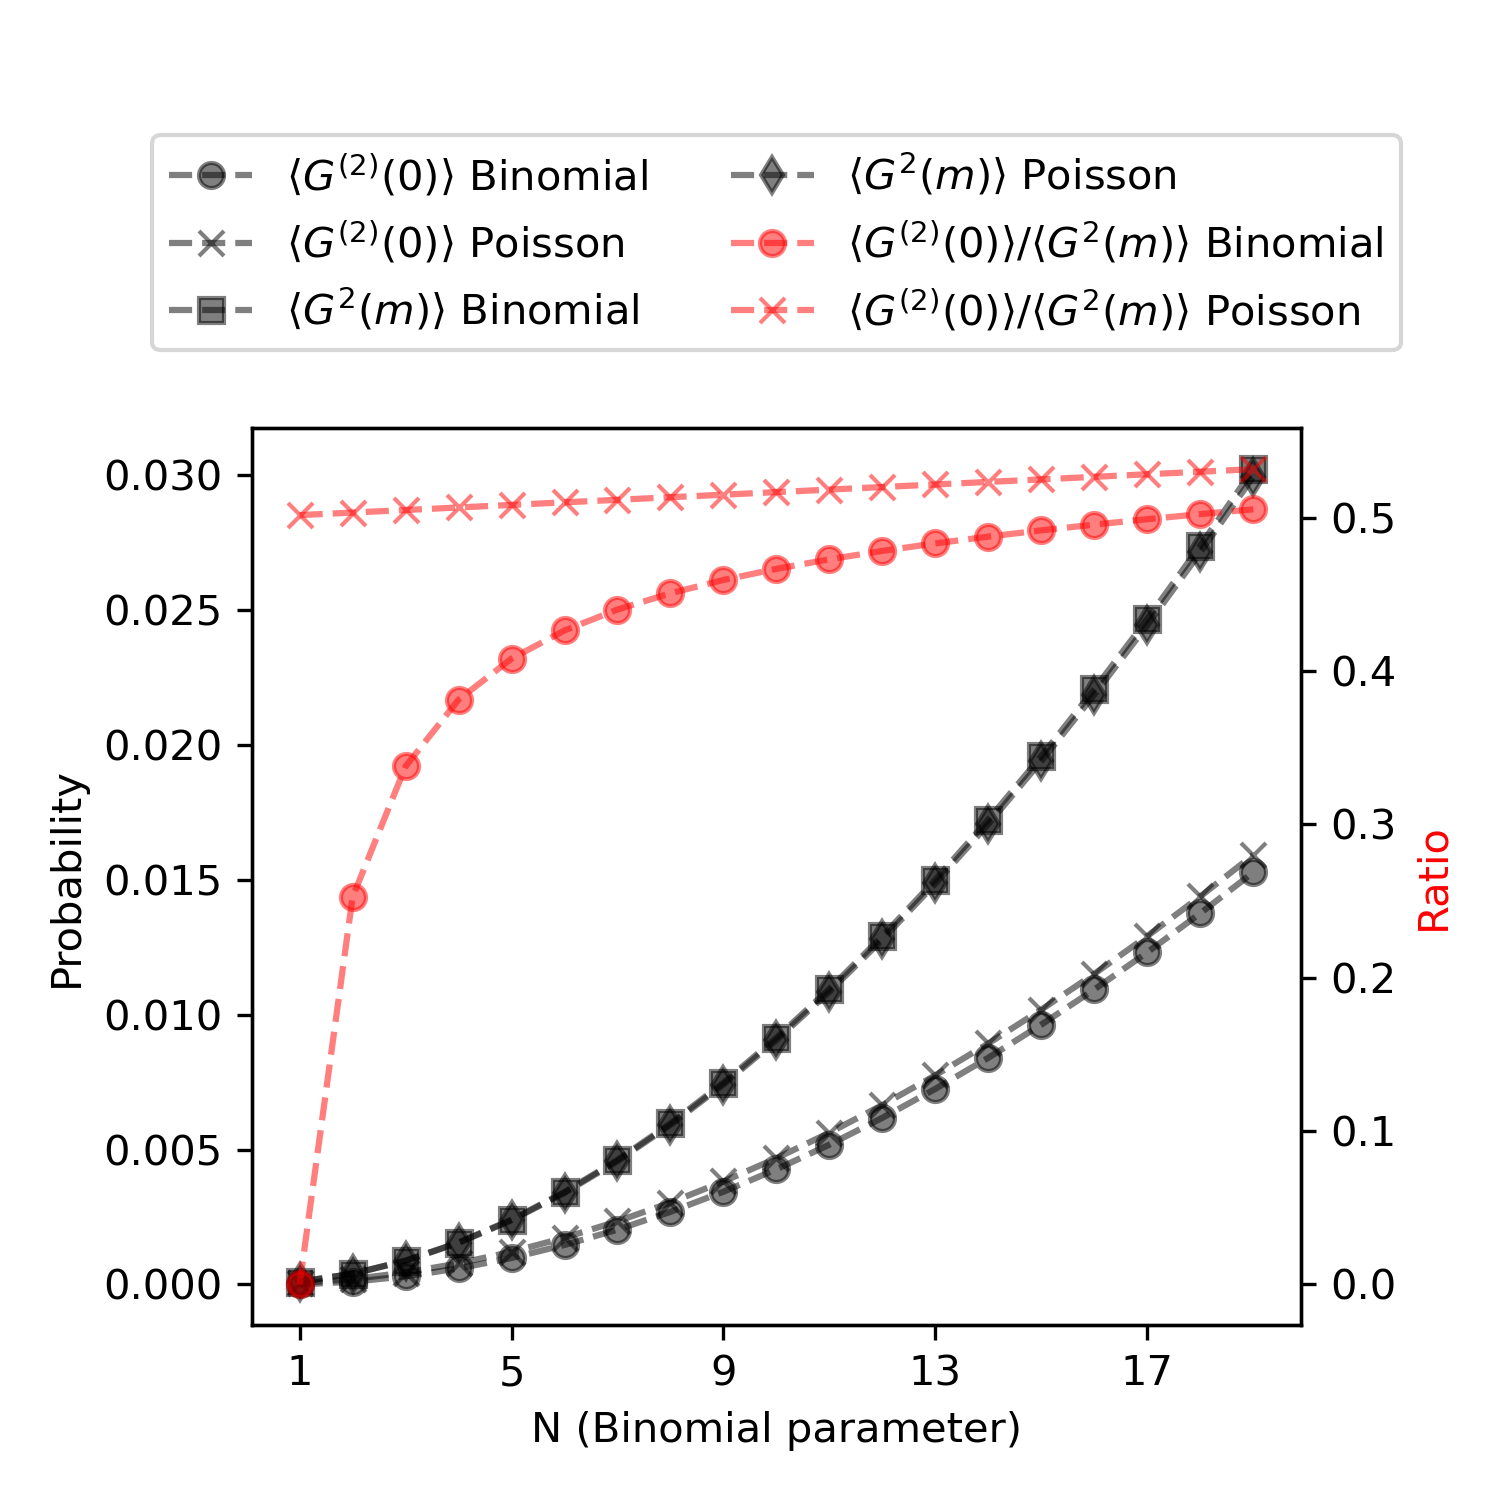 ⟨G⁽²⁾(0)⟩ Binomial
⟨G⁽²⁾(0)⟩ Poisson
⟨G²(m)⟩ Binomial
⟨G²(m)⟩ Poisson
⟨G⁽²⁾(0)⟩/⟨G²(m)⟩ Binomial
⟨G⁽²⁾(0)⟩/⟨G²(m)⟩ Poisson
Probability
0.030
0.025
0.020
0.015
0.010
0.005
0.000
0.5
0.4
0.3
0.2
0.1
0.0
Ratio
1 5 9 13 17
N (Binomial parameter)